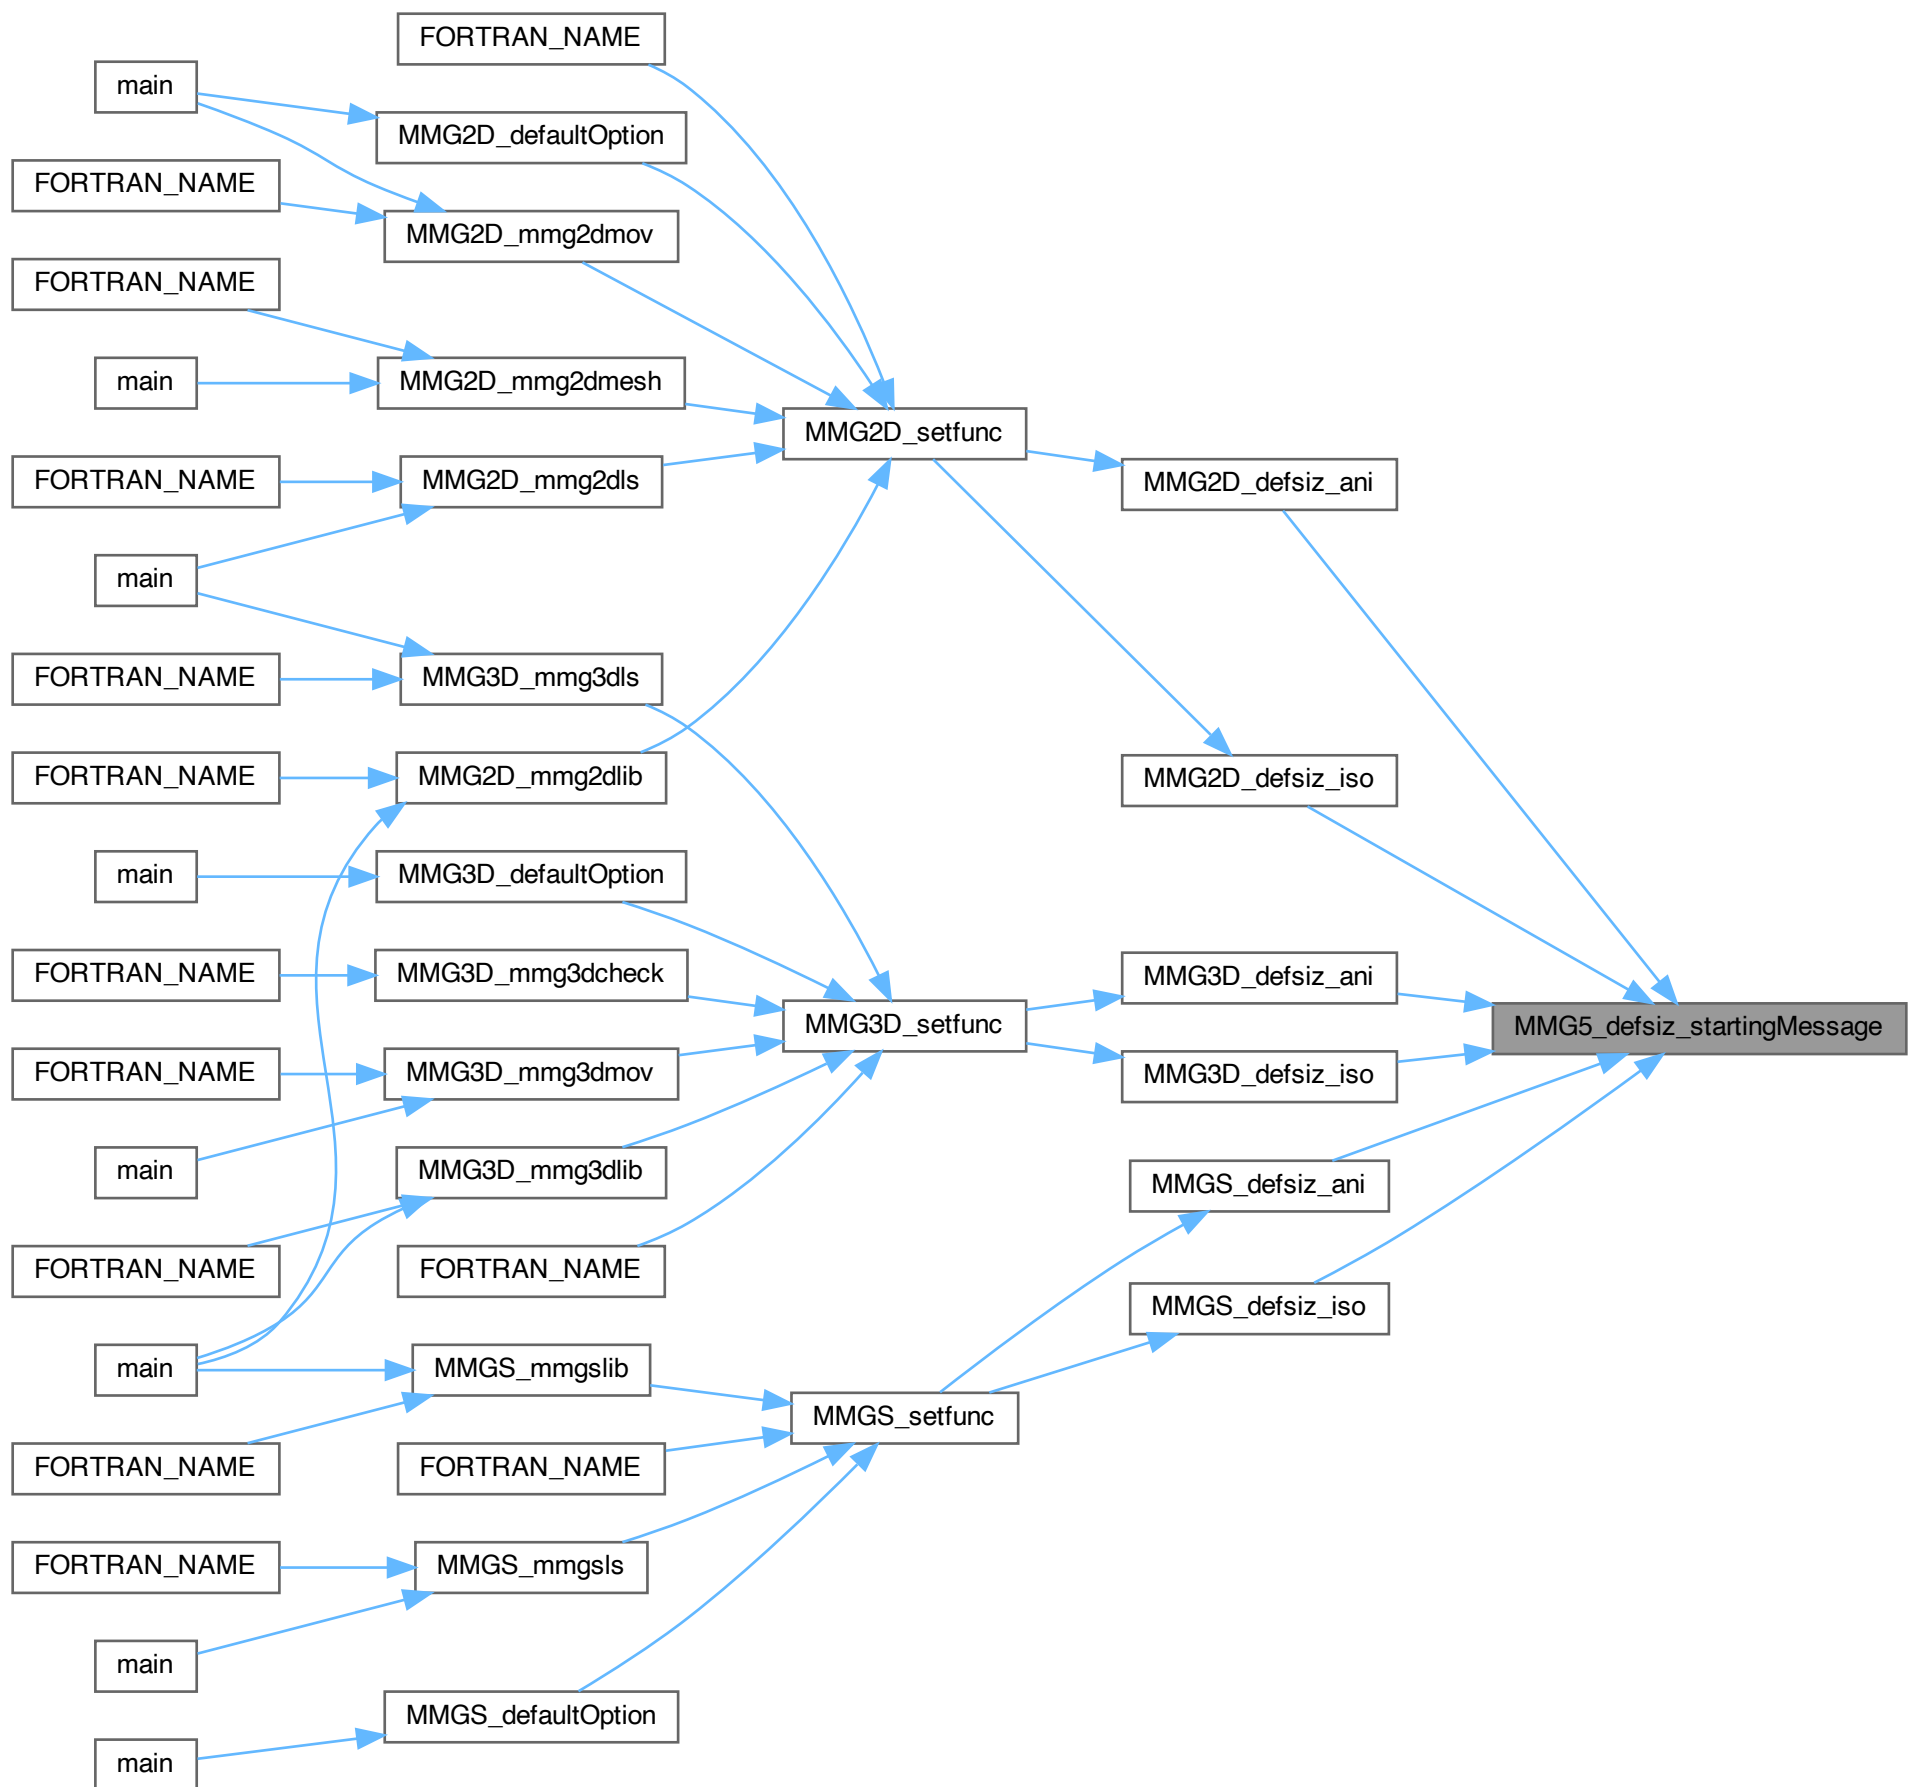 FORTRAN_NAME
main
MMG2D_defaultOption
FORTRAN_NAME
MMG2D_mmg2dmov
FORTRAN_NAME
main
MMG2D_mmg2dmesh
MMG2D_setfunc
FORTRAN_NAME
MMG2D_mmg2dls
MMG2D_defsiz_ani
main
FORTRAN_NAME
MMG3D_mmg3dls
FORTRAN_NAME
MMG2D_mmg2dlib
MMG2D_defsiz_iso
main
MMG3D_defaultOption
FORTRAN_NAME
MMG3D_mmg3dcheck
MMG3D_defsiz_ani
MMG3D_setfunc
MMG5_defsiz_startingMessage
FORTRAN_NAME
MMG3D_mmg3dmov
MMG3D_defsiz_iso
main
MMG3D_mmg3dlib
MMGS_defsiz_ani
FORTRAN_NAME
FORTRAN_NAME
MMGS_defsiz_iso
main
MMGS_mmgslib
MMGS_setfunc
FORTRAN_NAME
FORTRAN_NAME
FORTRAN_NAME
MMGS_mmgsls
main
MMGS_defaultOption
main